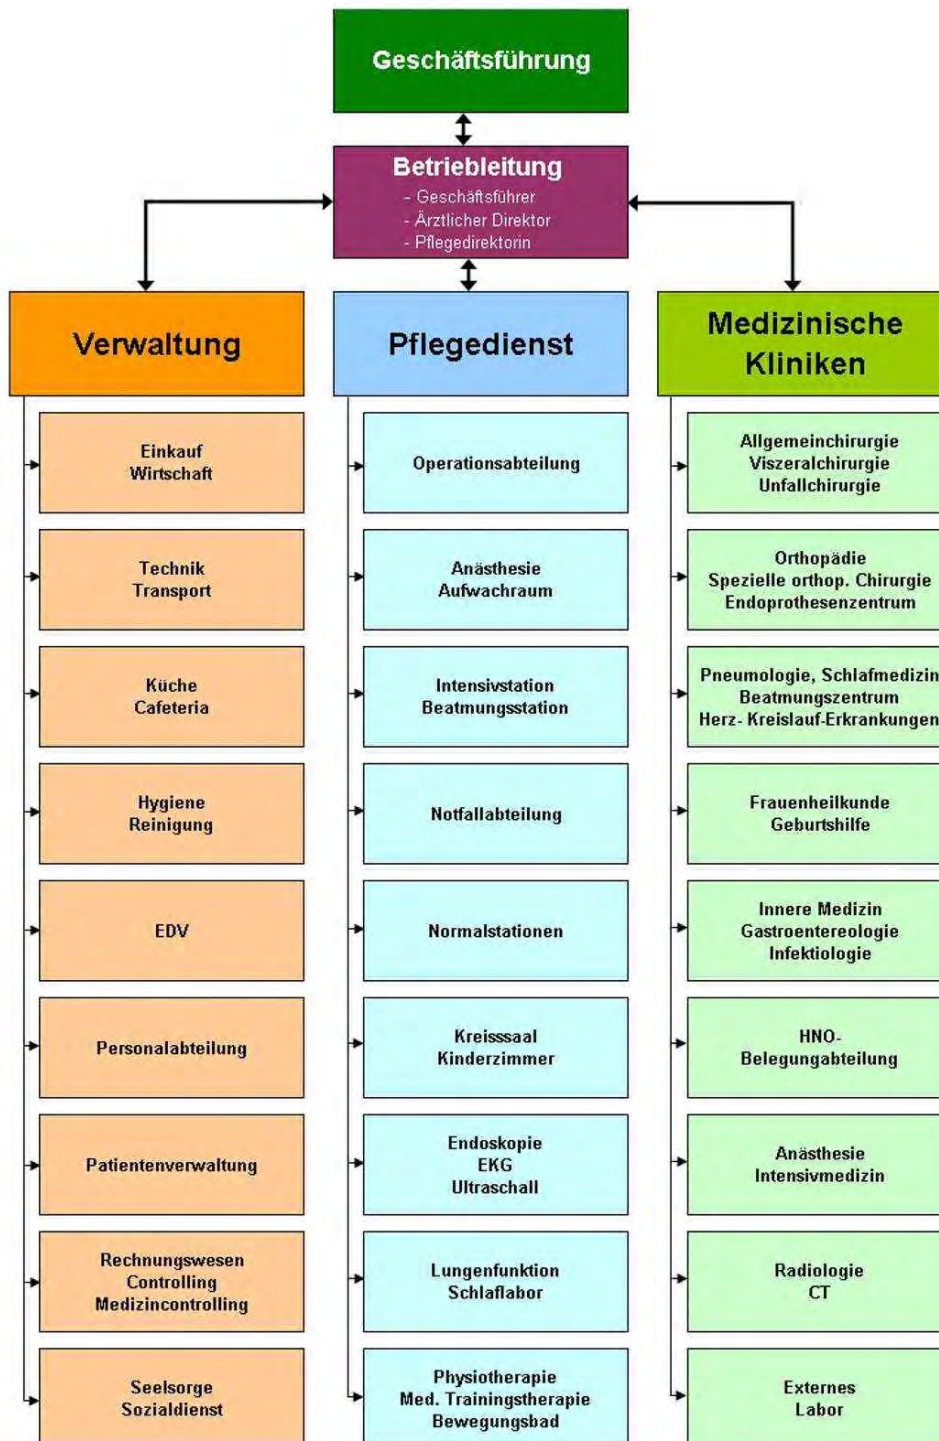 Geschäftsführung
Betriebleitung
- Geschäftsführer
- Ärztlicher Direktor
- Pflegedirektorin
Verwaltung
Einkauf
Wirtschaft
Technik
Transport
Küche
Cafeteria
Hygiene
Reinigung
EDV
Personalabteilung
Patientenverwaltung
Rechnungswesen
Controlling
Medizincontrolling
Seelsorge
Sozialdienst
Pflegedienst
Operationsabteilung
Anästhesie
Aufwachraum
Intensivstation
Beatmungsstation
Notfallabteilung
Normalstationen
Kreisssaal
Kinderzimmer
Endoskopie
EKG
Ultraschall
Lungenfunktion
Schlaflabor
Physiotherapie
Med. Trainingstherapie
Bewegungsbad
Medizinische
Kliniken
Allgemeinchirurgie
Viszeralchirurgie
Unfallchirurgie
Orthopädie
Spezielle orthop. Chirurgie
Endoprothesenzentrum
Pneumologie, Schlafmedizin
Beatmungszentrum
Herz- Kreislauf-Erkrankungen
Frauenheilkunde
Geburtshilfe
Innere Medizin
Gastroentereologie
Infektiologie
HNO-
Belegungabteilung
Anästhesie
Intensivmedizin
Radiologie
CT
Externes
Labor